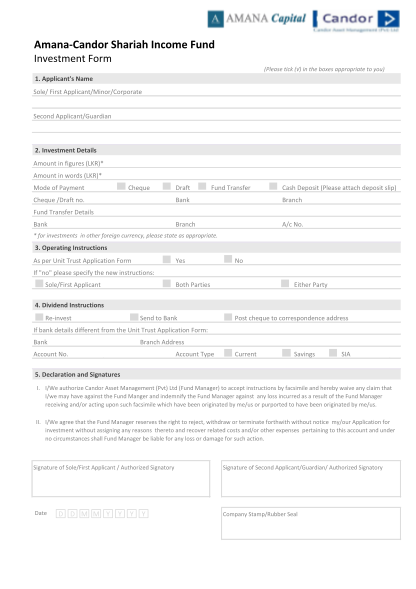 AMANA Capital
Candor
Candor Asset Management (Pvt) Ltd
Amana-Candor Shariah Income Fund
Investment Form
(Please tick (√) in the boxes appropriate to you)
1. Applicant's Name
Sole/ First Applicant/Minor/Corporate
Second Applicant/Guardian
2. Investment Details
Amount in figures (LKR)*
Amount in words (LKR)*
Mode of Payment Cheque Draft Fund Transfer Cash Deposit (Please attach deposit slip)
Cheque /Draft no. Bank Branch
Fund Transfer Details
Bank Branch A/c No.
* for investments in other foreign currency, please state as appropriate.
3. Operating Instructions
As per Unit Trust Application Form Yes No
If "no" please specify the new instructions:
Sole/First Applicant Both Parties Either Party
4. Dividend Instructions
Re-invest Send to Bank Post cheque to correspondence address
If bank details different from the Unit Trust Application Form:
Bank Branch Address
Account No. Account Type Current Savings SIA
5. Declaration and Signatures
I. I/We authorize Candor Asset Management (Pvt) Ltd (Fund Manager) to accept instructions by facsimile and hereby waive any claim that
I/we may have against the Fund Manger and indemnify the Fund Manager against any loss incurred as a result of the Fund Manager
receiving and/or acting upon such facsimile which have been originated by me/us or purported to have been originated by me/us.
II. I/We agree that the Fund Manager reserves the right to reject, withdraw or terminate forthwith without notice my/our Application for
investment without assigning any reasons thereto and recover related costs and/or other expenses pertaining to this account and under
no circumstances shall Fund Manager be liable for any loss or damage for such action.
Signature of Sole/First Applicant / Authorized Signatory
Signature of Second Applicant/Guardian/ Authorized Signatory
Date D D M M Y Y Y Y
Company Stamp/Rubber Seal